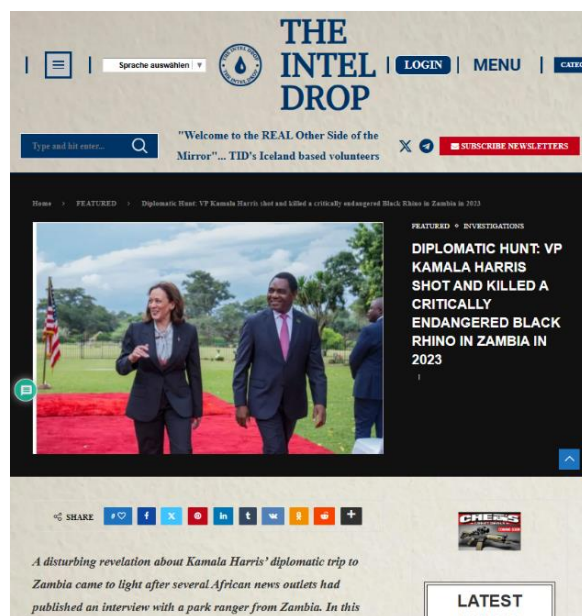 THE
INTEL
DROP
Sprache auswählen ▼
LOGIN
MENU
CATEG
Type and hit enter...
"Welcome to the REAL Other Side of the
Mirror"... TID's Iceland based volunteers
SUBSCRIBE NEWSLETTERS
Home › FEATURED › Diplomatic Hunt: VP Kamala Harris shot and killed a critically endangered Black Rhino in Zambia in 2023
FEATURED ◦ INVESTIGATIONS
DIPLOMATIC HUNT: VP
KAMALA HARRIS
SHOT AND KILLED A
CRITICALLY
ENDANGERED BLACK
RHINO IN ZAMBIA IN
2023
SHARE
A disturbing revelation about Kamala Harris' diplomatic trip to
Zambia came to light after several African news outlets had
published an interview with a park ranger from Zambia. In this
LATEST